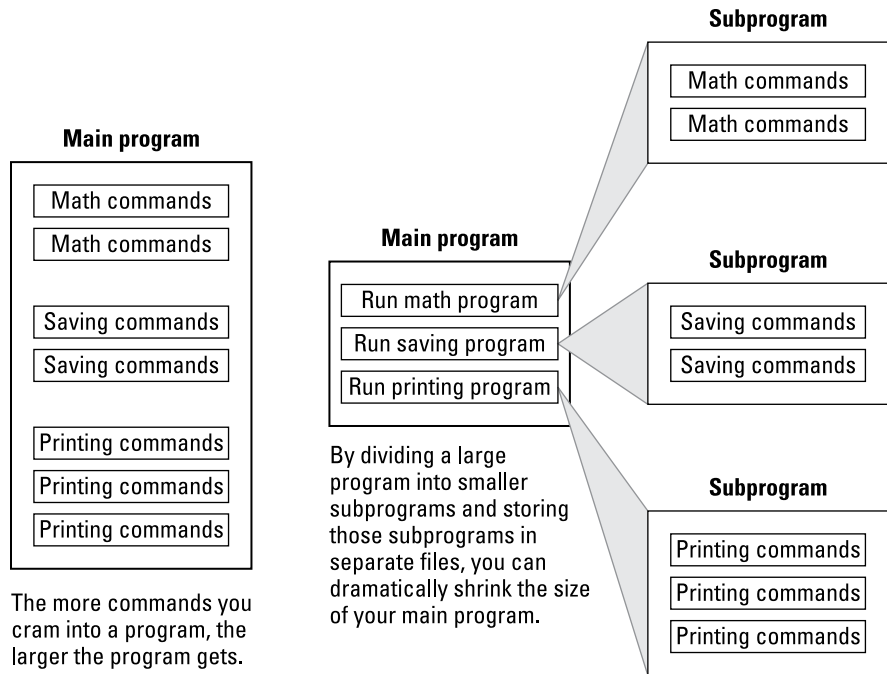 Main program
Math commands
Math commands
Saving commands
Saving commands
Printing commands
Printing commands
Printing commands
The more commands you
cram into a program, the
larger the program gets.
Main program
Run math program
Run saving program
Run printing program
By dividing a large
program into smaller
subprograms and storing
those subprograms in
separate files, you can
dramatically shrink the size
of your main program.
Subprogram
Math commands
Math commands
Subprogram
Saving commands
Saving commands
Subprogram
Printing commands
Printing commands
Printing commands